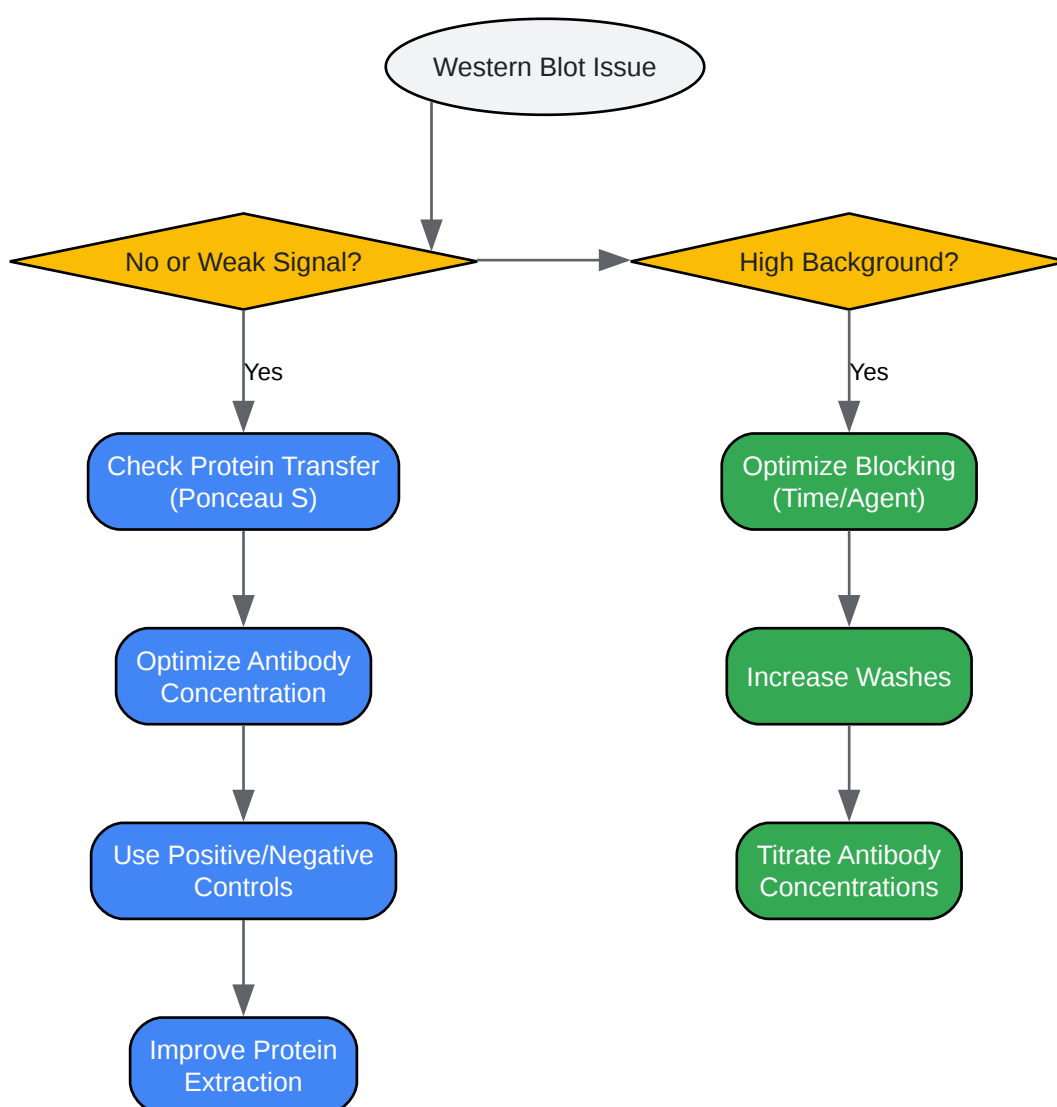 Western Blot Issue
No or Weak Signal?
High Background?
Yes
Yes
Check Protein Transfer
(Ponceau S)
Optimize Blocking
(Time/Agent)
Optimize Antibody
Concentration
Increase Washes
Use Positive/Negative
Controls
Titrate Antibody
Concentrations
Improve Protein
Extraction